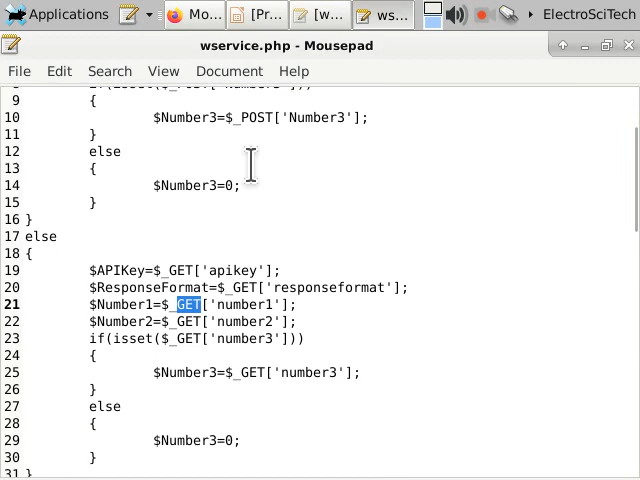 Applications
Mo...
[Pr...
[w...
ws...
ElectroSciTech
wservice.php - Mousepad
File Edit Search View Document Help
9 {
10 $Number3=$_POST['Number3'];
11 }
12 else
13 {
14 $Number3=0;
15 }
16 }
17 else
18 {
19 $APIKey=$_GET['apikey'];
20 $ResponseFormat=$_GET['responseformat'];
21 $Number1=$_GET['number1'];
22 $Number2=$_GET['number2'];
23 if(isset($_GET['number3']))
24 {
25 $Number3=$_GET['number3'];
26 }
27 else
28 {
29 $Number3=0;
30 }
31 }